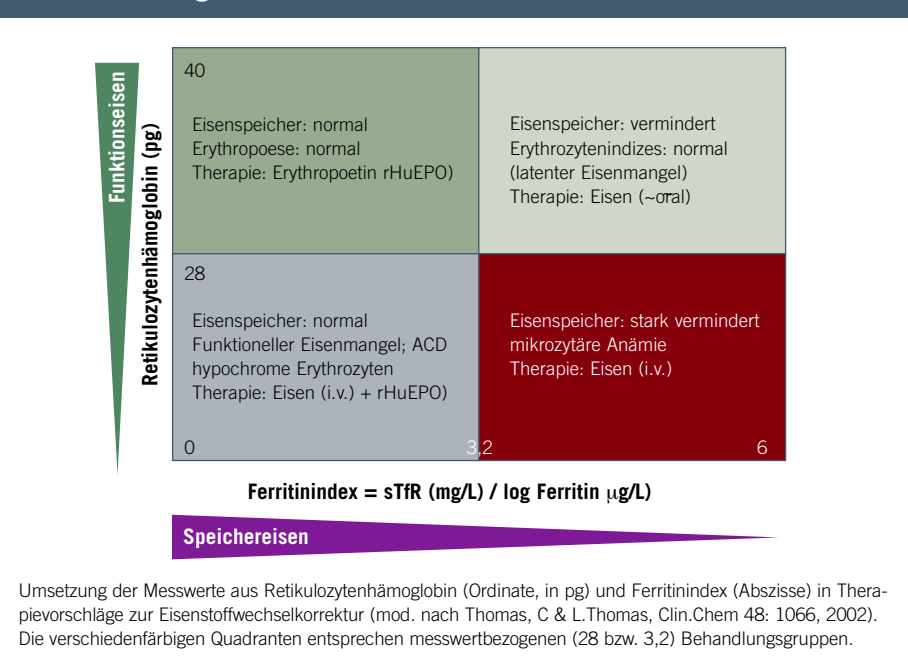 Funktionseisen
Retikulozytenhämoglobin (pg)
40
Eisenspeicher: normal
Erythropoese: normal
Therapie: Erythropoetin rHuEPO)
Eisenspeicher: vermindert
Erythrozytenindizes: normal
(latenter Eisenmangel)
Therapie: Eisen (~oral)
28
Eisenspeicher: normal
Funktioneller Eisenmangel; ACD
hypochrome Erythrozyten
Therapie: Eisen (i.v.) + rHuEPO)
Eisenspeicher: stark vermindert
mikrozytäre Anämie
Therapie: Eisen (i.v.)
0 3,2 6
Ferritinindex = sTfR (mg/L) / log Ferritin μg/L)
Speichereisen
Umsetzung der Messwerte aus Retikulozytenhämoglobin (Ordinate, in pg) und Ferritinindex (Abszisse) in Thera-
pievorschläge zur Eisenstoffwechselkorrektur (mod. nach Thomas, C & L.Thomas, Clin.Chem 48: 1066, 2002).
Die verschiedenfärbigen Quadranten entsprechen messwertbezogenen (28 bzw. 3,2) Behandlungsgruppen.